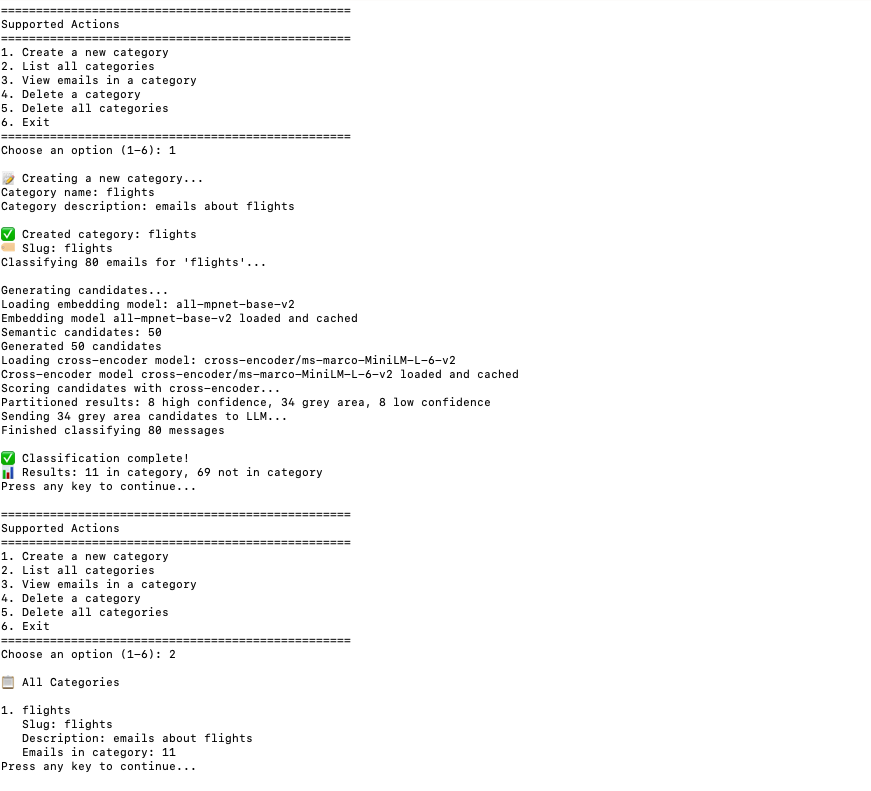 ==================================================
Supported Actions
==================================================
1. Create a new category
2. List all categories
3. View emails in a category
4. Delete a category
5. Delete all categories
6. Exit
==================================================
Choose an option (1-6): 1
📝 Creating a new category...
Category name: flights
Category description: emails about flights
✅ Created category: flights
🏷️ Slug: flights
Classifying 80 emails for 'flights'...
Generating candidates...
Loading embedding model: all-mpnet-base-v2
Embedding model all-mpnet-base-v2 loaded and cached
Semantic candidates: 50
Generated 50 candidates
Loading cross-encoder model: cross-encoder/ms-marco-MiniLM-L-6-v2
Cross-encoder model cross-encoder/ms-marco-MiniLM-L-6-v2 loaded and cached
Scoring candidates with cross-encoder...
Partitioned results: 8 high confidence, 34 grey area, 8 low confidence
Sending 34 grey area candidates to LLM...
Finished classifying 80 messages
✅ Classification complete!
📊 Results: 11 in category, 69 not in category
Press any key to continue...
==================================================
Supported Actions
==================================================
1. Create a new category
2. List all categories
3. View emails in a category
4. Delete a category
5. Delete all categories
6. Exit
==================================================
Choose an option (1-6): 2
📋 All Categories
1. flights
Slug: flights
Description: emails about flights
Emails in category: 11
Press any key to continue...